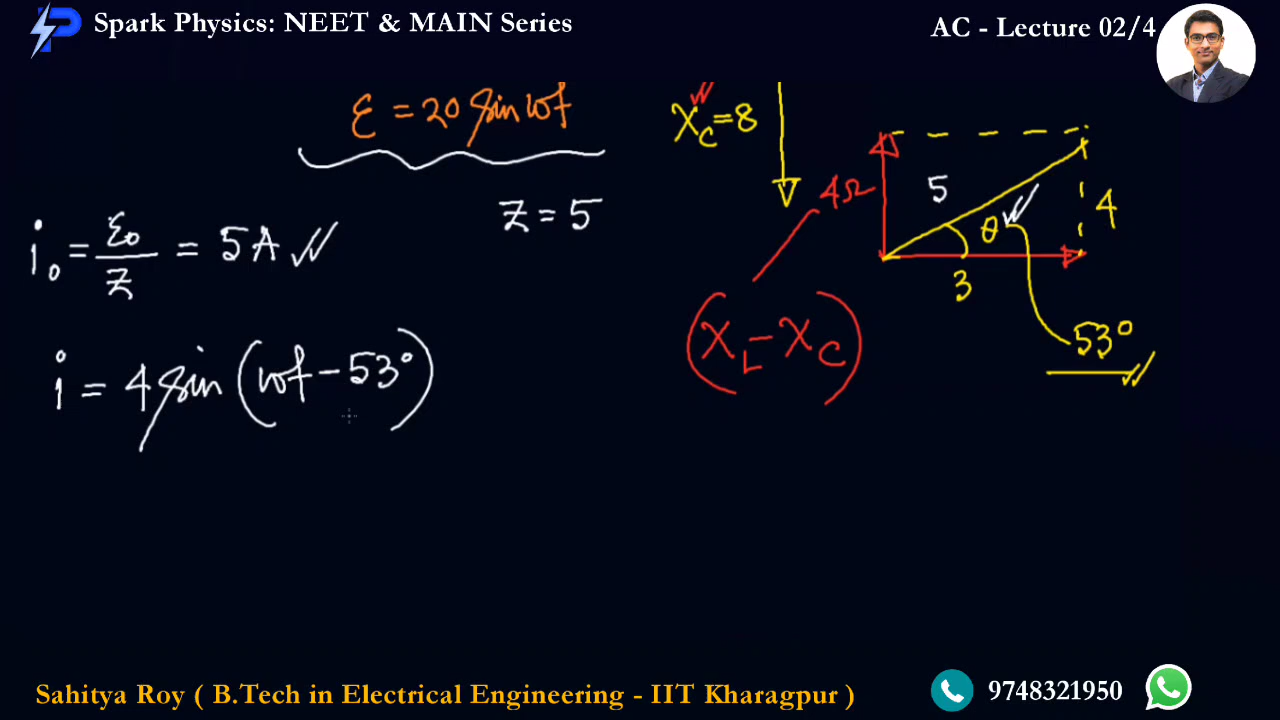 Spark Physics: NEET & MAIN Series
AC - Lecture 02/4
ε = 20 sin ωt
X_C = 8
4Ω
5
θ
4
3
53°
z = 5
i₀ = ε₀/z = 5A
(X_L - X_C)
i = 4 sin (ωt - 53°)
Sahitya Roy ( B.Tech in Electrical Engineering - IIT Kharagpur )
9748321950